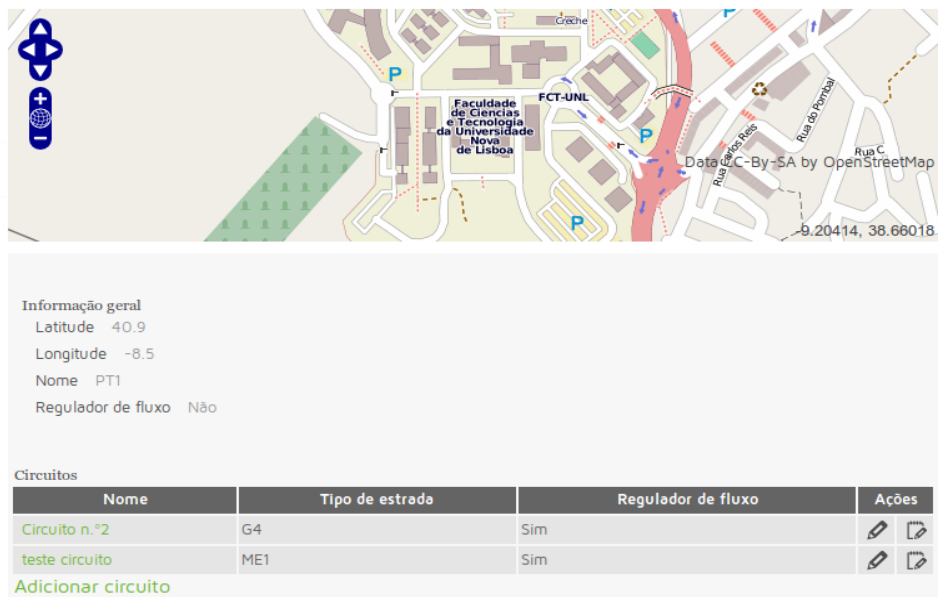 P
Creche
P
+
−
Faculdade
de Ciencias
e Tecnologia
da Universidade
Nova
de Lisboa
FCT-UNL
P
Rua Carlos Reis
Rua do Pombal
Rua C
Data CC-By-SA by OpenStreetMap
P
-9.20414, 38.66018
Informação geral
Latitude 40.9
Longitude -8.5
Nome PT1
Regulador de fluxo Não
Circuitos
Nome Tipo de estrada Regulador de fluxo Ações
Circuito n.º2 G4 Sim
teste circuito ME1 Sim
Adicionar circuito